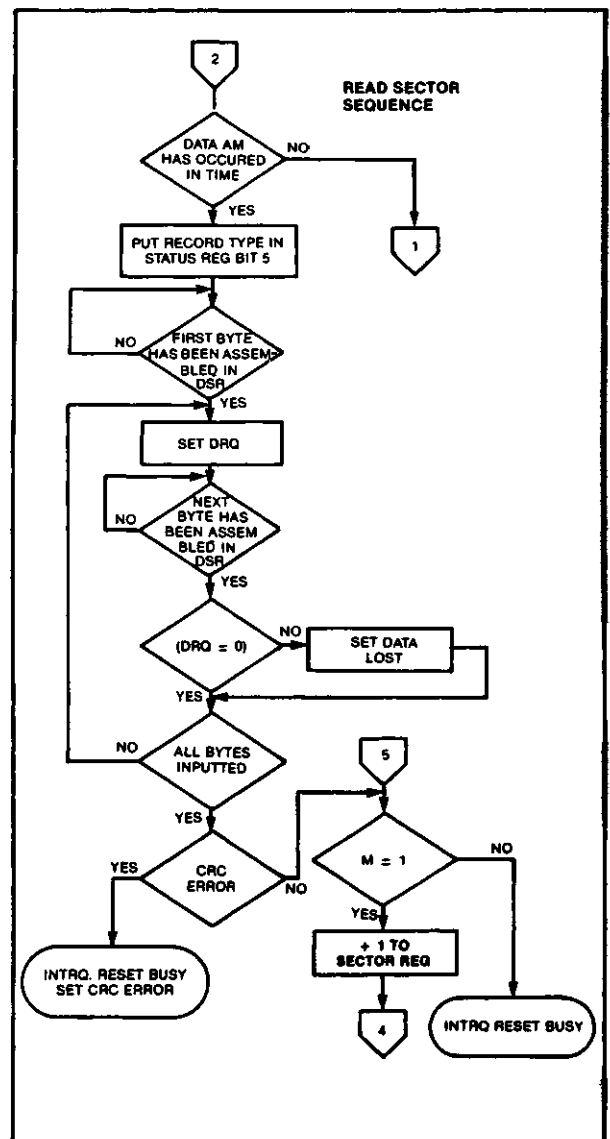 2
READ SECTOR
SEQUENCE
DATA AM
HAS OCCURED
IN TIME
NO
YES
1
PUT RECORD TYPE IN
STATUS REG BIT 5
FIRST BYTE
HAS BEEN ASSEM-
BLED IN
DSR
NO
YES
SET DRQ
NEXT
BYTE HAS
BEEN ASSEM
BLED IN
DSR
NO
YES
(DRQ = 0)
NO
SET DATA
LOST
YES
ALL BYTES
INPUTTED
NO
YES
5
CRC
ERROR
YES
NO
M = 1
NO
YES
+ 1 TO
SECTOR REG
INTRQ. RESET BUSY
SET CRC ERROR
4
INTRQ RESET BUSY